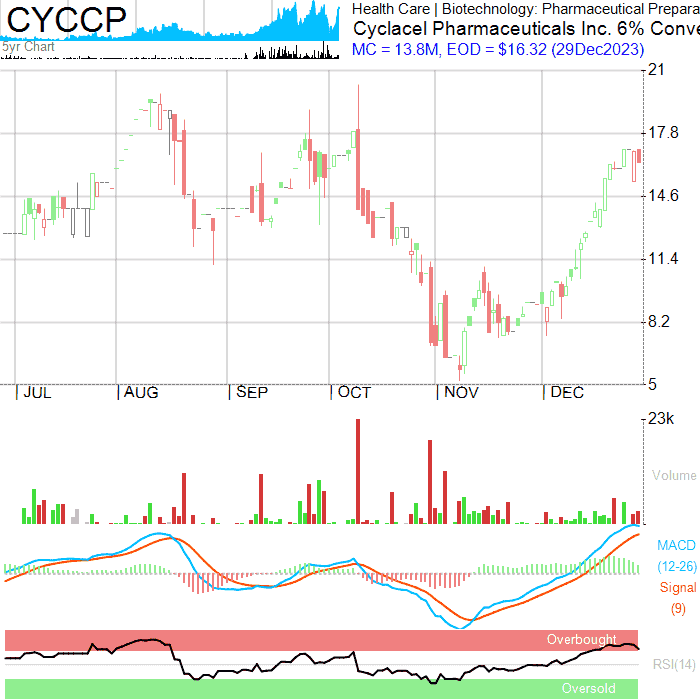 CYCCP
5yr Chart
Health Care | Biotechnology: Pharmaceutical Prepara
Cyclacel Pharmaceuticals Inc. 6% Conve
MC = 13.8M, EOD = $16.32 (29Dec2023)
21
17.8
14.6
11.4
8.2
5
JUL AUG SEP OCT NOV DEC
23k
Volume
MACD
(12-26)
Signal
(9)
Overbought
RSI(14)
Oversold